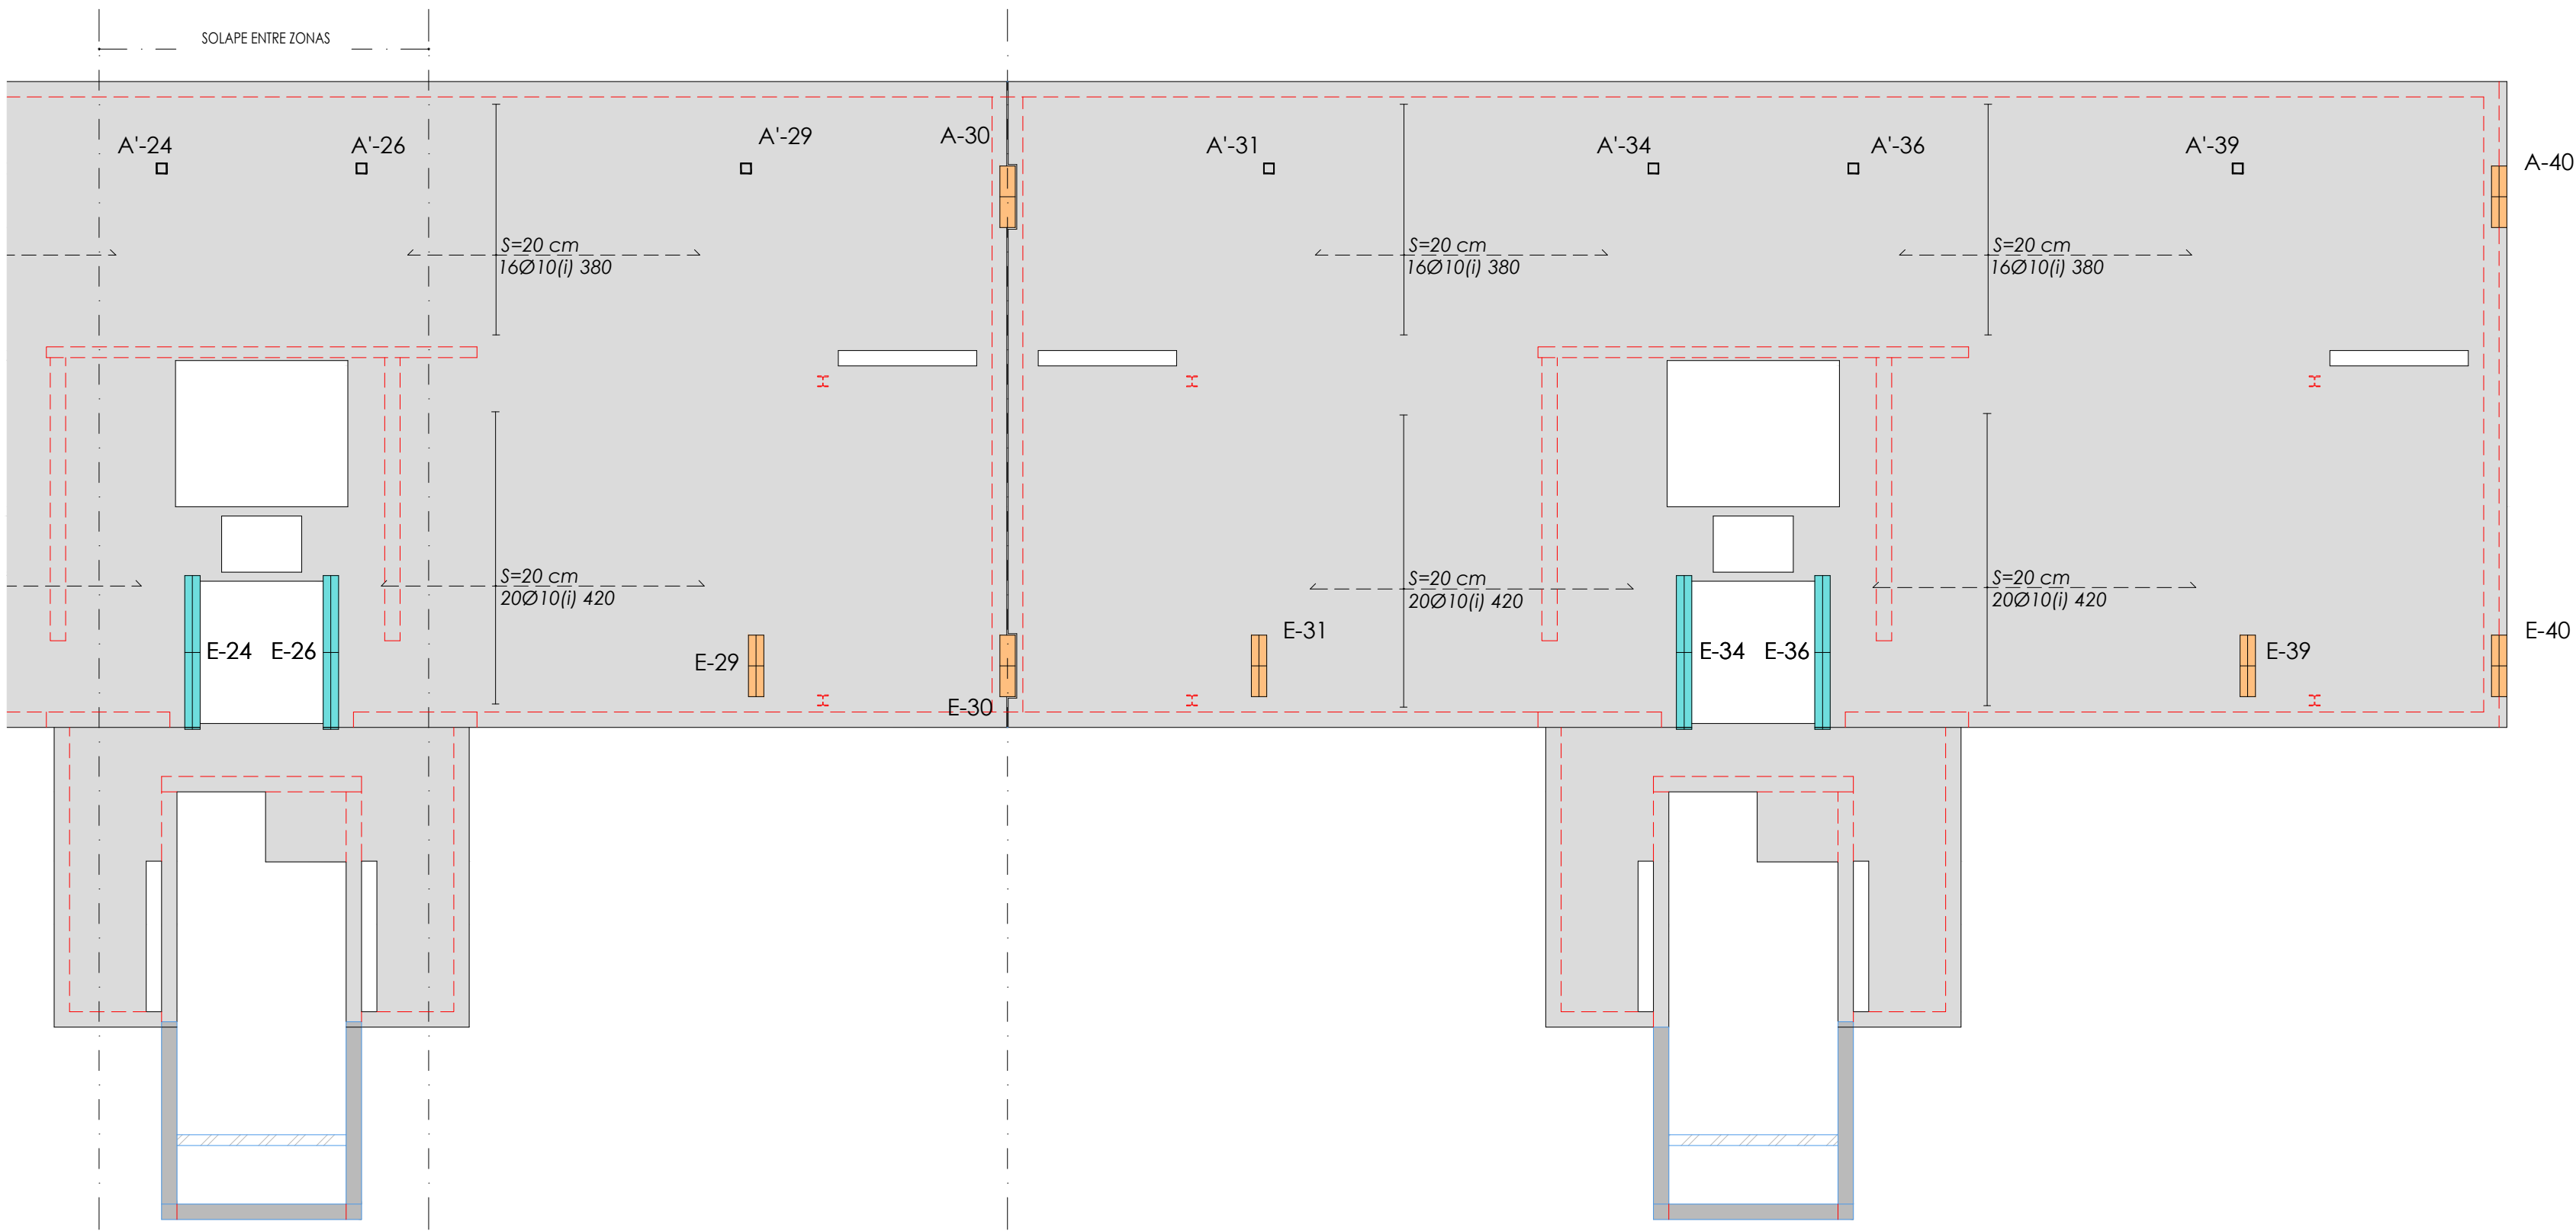 SOLAPE ENTRE ZONAS
A'-24
A'-26
A'-29
A-30
A'-31
A'-34
A'-36
A'-39
A-40
S=20 cm
16Ø10(i) 380
S=20 cm
16Ø10(i) 380
S=20 cm
16Ø10(i) 380
S=20 cm
20Ø10(i) 420
S=20 cm
20Ø10(i) 420
S=20 cm
20Ø10(i) 420
E-24
E-26
E-29
E-30
E-31
E-34
E-36
E-39
E-40